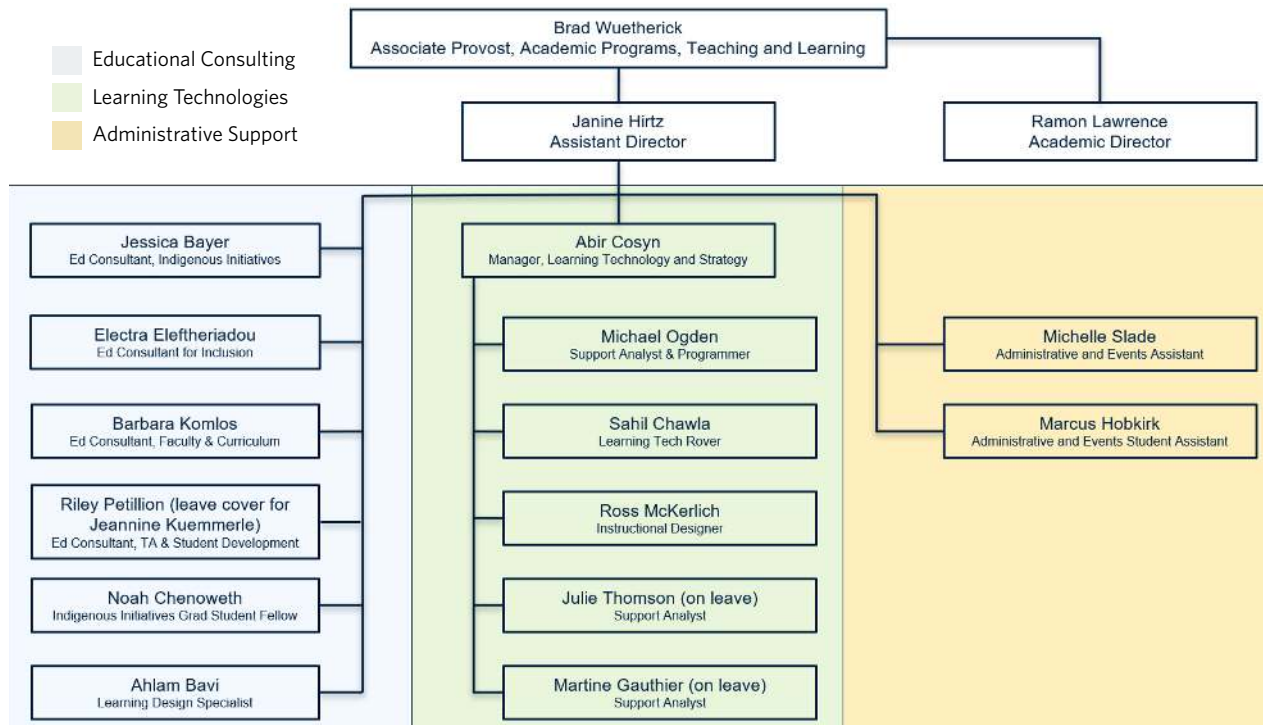 Brad Wuetherick
Associate Provost, Academic Programs, Teaching and Learning
Educational Consulting
Learning Technologies
Administrative Support
Janine Hirtz
Assistant Director
Ramon Lawrence
Academic Director
Jessica Bayer
Ed Consultant, Indigenous Initiatives
Electra Eleftheriadou
Ed Consultant for Inclusion
Barbara Komlos
Ed Consultant, Faculty & Curriculum
Riley Petillion (leave cover for
Jeannine Kuemmerle)
Ed Consultant, TA & Student Development
Noah Chenoweth
Indigenous Initiatives Grad Student Fellow
Ahlam Bavi
Learning Design Specialist
Abir Cosyn
Manager, Learning Technology and Strategy
Michael Ogden
Support Analyst & Programmer
Sahil Chawla
Learning Tech Rover
Ross McKerlich
Instructional Designer
Julie Thomson (on leave)
Support Analyst
Martine Gauthier (on leave)
Support Analyst
Michelle Slade
Administrative and Events Assistant
Marcus Hobkirk
Administrative and Events Student Assistant